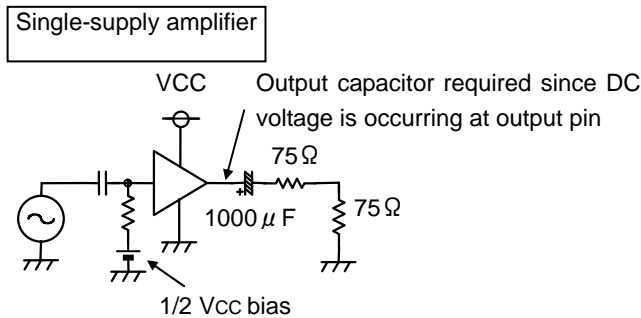 Single-supply amplifier
VCC
Output capacitor required since DC
voltage is occurring at output pin
75Ω
+
1000μF
75Ω
1/2 VCC bias